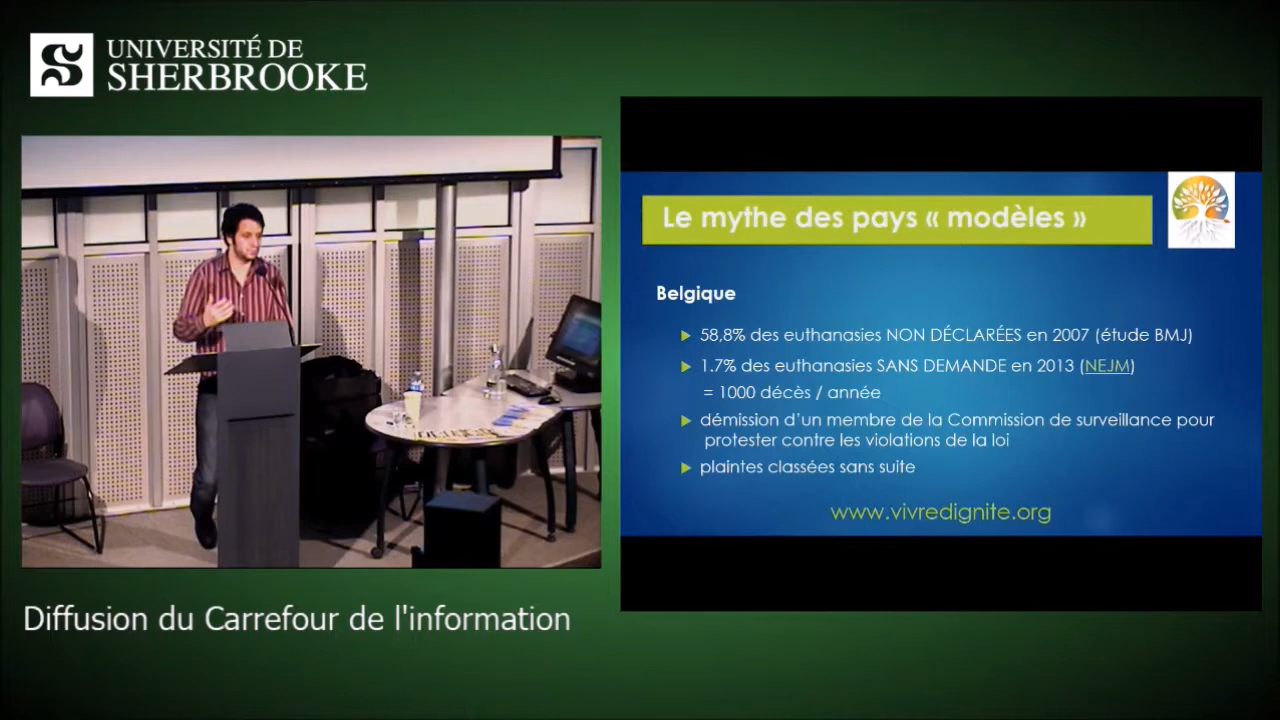 UNIVERSITÉ DE
SHERBROOKE
Le mythe des pays « modèles »
Belgique
58,8% des euthanasies NON DÉCLARÉES en 2007 (étude BMJ)
1.7% des euthanasies SANS DEMANDE en 2013 (NEJM)
= 1000 décès / année
démission d'un membre de la Commission de surveillance pour
protester contre les violations de la loi
plaintes classées sans suite
www.vivredignite.org
Diffusion du Carrefour de l'information